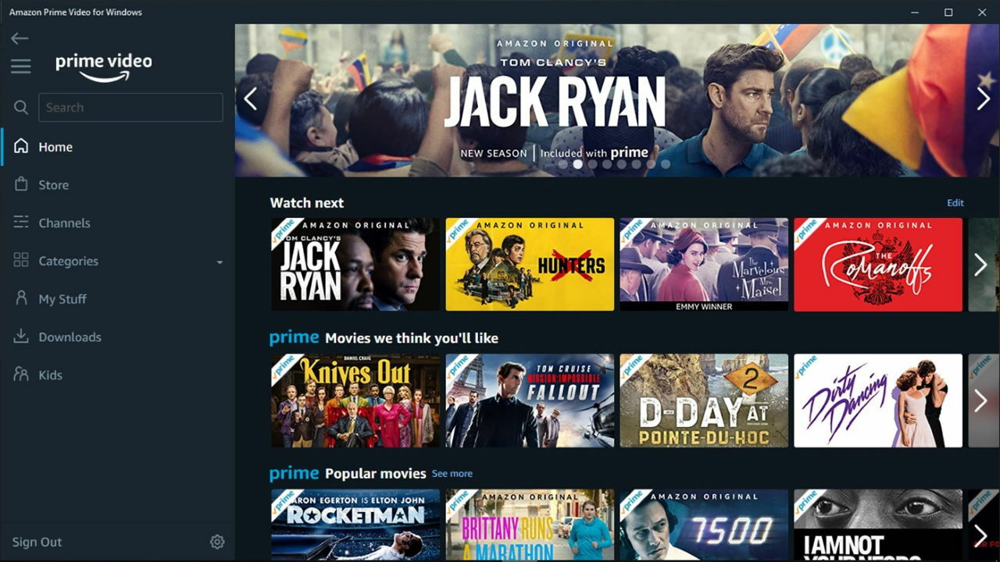 Amazon Prime Video for Windows
prime video
Search
Home
Store
Channels
Categories
My Stuff
Downloads
Kids
Sign Out
AMAZON ORIGINAL
TOM CLANCY'S
JACK RYAN
NEW SEASON | Included with prime
Watch next
Edit
prime
AMAZON ORIGINAL
TOM CLANCY'S
JACK
RYAN
prime
AMAZON ORIGINAL
HUNTERS
prime
AMAZON ORIGINAL
The
Marvelous
Mrs.
Maisel
EMMY WINNER
prime
AMAZON ORIGINAL
THE
Romanoffs
prime Movies we think you'll like
prime
DANIEL CRAIG
Knives Out
prime
TOM CRUISE
MISSION:IMPOSSIBLE
FALLOUT
prime
2
D-DAY AT
POINTE-DU-HOC
prime
Dirty
Dancing
prime
prime Popular movies See more
prime
ARON EGERTON IS ELTON JOHN
ROCKETMAN
prime
AMAZON ORIGINAL
BRITTANY RUNS
A MARATHON
prime
AMAZON ORIGINAL
7500
prime
I AM NOT
YOUR NEGRO
prime